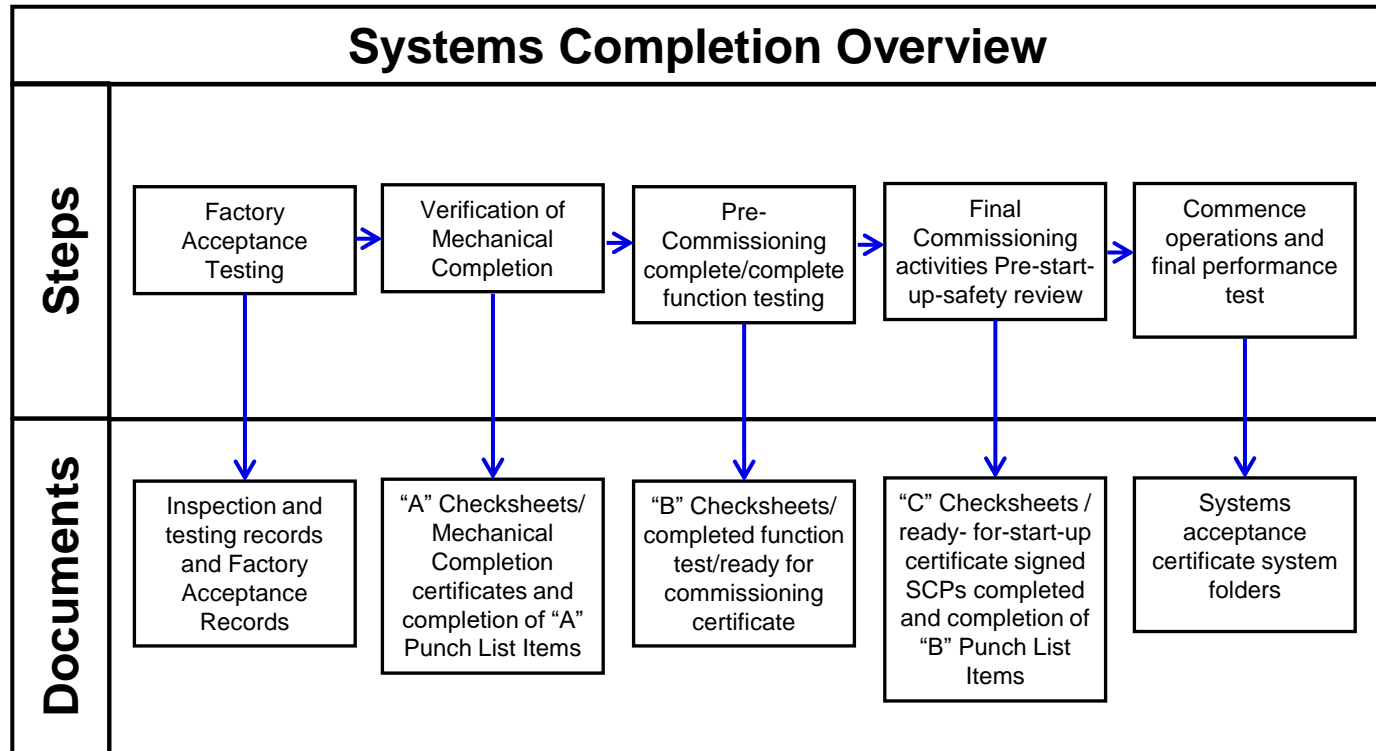 Systems Completion Overview
Steps
Factory
Acceptance
Testing
Verification of
Mechanical
Completion
Pre-
Commissioning
complete/complete
function testing
Final
Commissioning
activities Pre-start-
up-safety review
Commence
operations and
final performance
test
Documents
Inspection and
testing records
and Factory
Acceptance
Records
“A” Checksheets/
Mechanical
Completion
certificates and
completion of “A”
Punch List Items
“B” Checksheets/
completed function
test/ready for
commissioning
certificate
“C” Checksheets /
ready- for-start-up
certificate signed
SCPs completed
and completion of
“B” Punch List
Items
Systems
acceptance
certificate system
folders